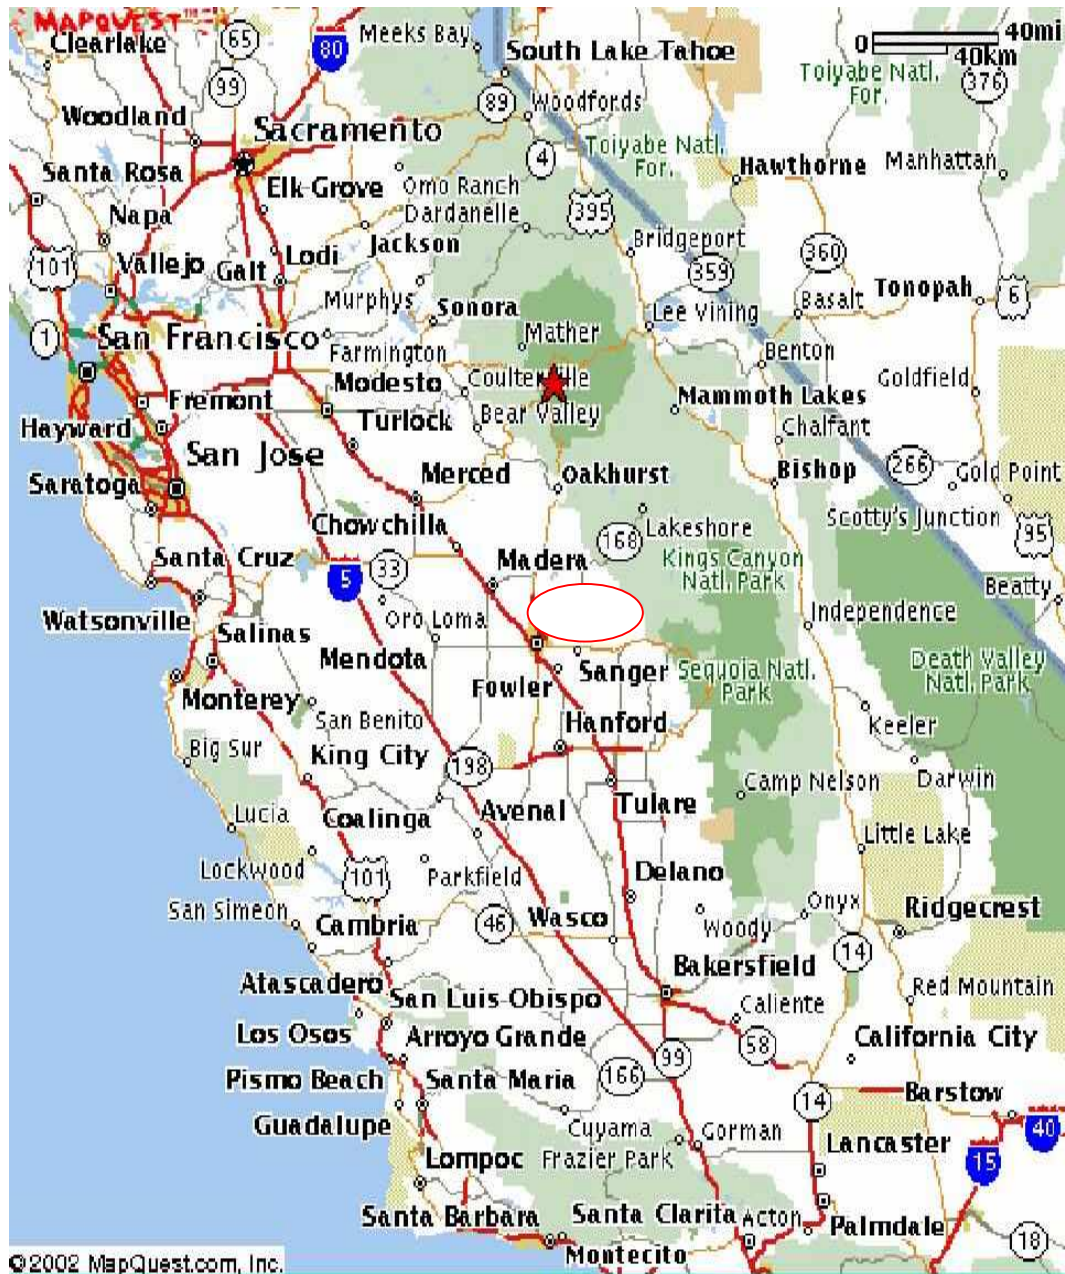 MAPQUEST
Clearlake
65
80
Meeks Bay
South Lake Tahoe
0 40mi
40km
99
89
Woodfords
Toiyabe Natl.
For.
376
Woodland
Sacramento
4
Toiyabe Natl.
For.
Hawthorne
Manhattan
Santa Rosa
Elk Grove
Omo Ranch
Napa
Dardanelle
395
Jackson
Bridgeport
101
Vallejo
Galt
Lodi
359
360
Murphys
Sonora
Lee Vining
Basalt
Tonopah
6
1
San Francisco
Mather
Farmington
Benton
Modesto
Coulterville
Goldfield
Fremont
Turlock
Bear Valley
Mammoth Lakes
Hayward
Chalfant
San Jose
Merced
Oakhurst
Bishop
266
Gold Point
Saratoga
Chowchilla
Lakeshore
Scotty's Junction
95
168
Santa Cruz
5
33
Madera
Kings Canyon
Natl. Park
Beatty
Watsonville
Oro Loma
Independence
Salinas
Mendota
Sanger
Sequoia Natl.
Park
Death Valley
Natl. Park
Monterey
Fowler
San Benito
Hanford
Keeler
Big Sur
King City
198
Camp Nelson
Darwin
Lucia
Coalinga
Avenal
Tulare
Little Lake
Lockwood
101
Parkfield
Delano
San Simeon
Cambria
46
Wasco
Woody
Onyx
Ridgecrest
14
Atascadero
San Luis Obispo
Bakersfield
Caliente
Red Mountain
Los Osos
Arroyo Grande
99
58
California City
Pismo Beach
Santa Maria
166
14
Barstow
Guadalupe
Cuyama
Gorman
Lancaster
40
15
Lompoc
Frazier Park
Santa Barbara
Santa Clarita
Acton
Palmdale
18
Montecito
©2002 MapQuest.com, Inc.